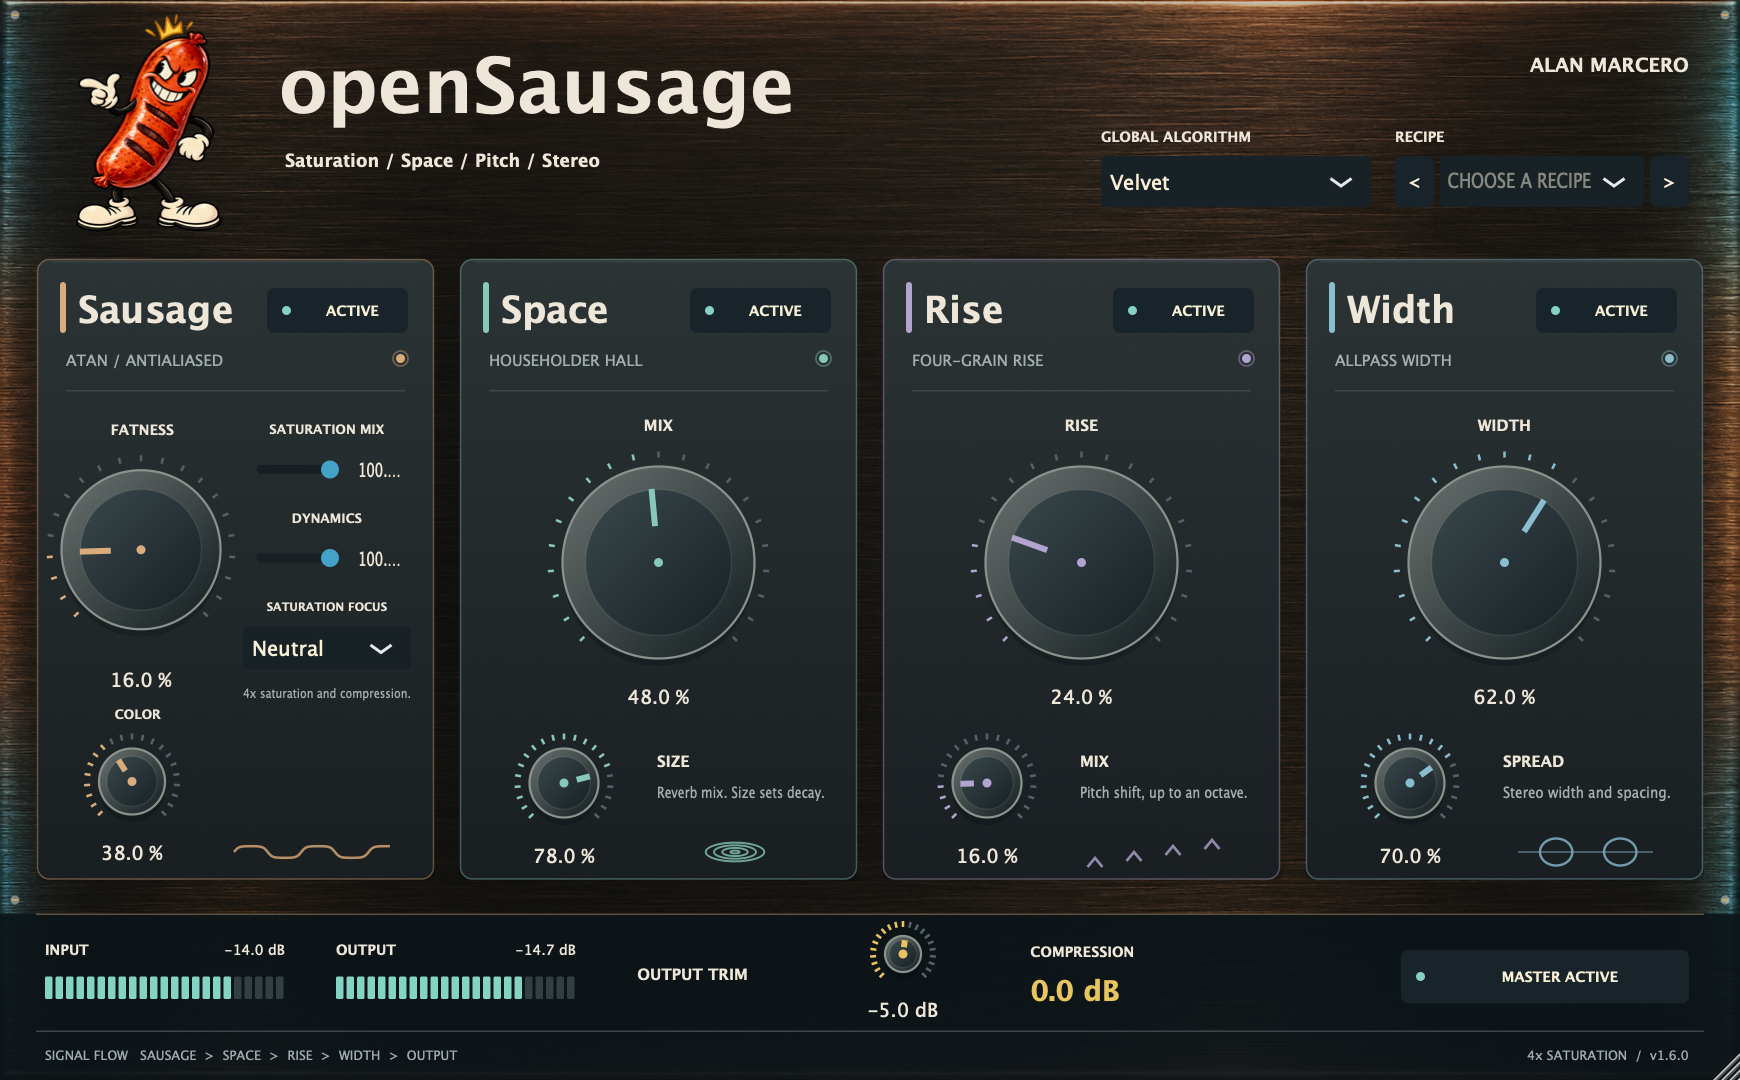 openSausage
Saturation / Space / Pitch / Stereo
ALAN MARCERO
GLOBAL ALGORITHM
Velvet
RECIPE
< CHOOSE A RECIPE >
Sausage
ACTIVE
ATAN / ANTIALIASED
FATNESS
16.0 %
SATURATION MIX
100....
DYNAMICS
100....
SATURATION FOCUS
Neutral
4x saturation and compression.
COLOR
38.0 %
Space
ACTIVE
HOUSEHOLDER HALL
MIX
48.0 %
SIZE
Reverb mix. Size sets decay.
78.0 %
Rise
ACTIVE
FOUR-GRAIN RISE
RISE
24.0 %
MIX
Pitch shift, up to an octave.
16.0 %
Width
ACTIVE
ALLPASS WIDTH
WIDTH
62.0 %
SPREAD
Stereo width and spacing.
70.0 %
INPUT -14.0 dB
OUTPUT -14.7 dB
OUTPUT TRIM
-5.0 dB
COMPRESSION
0.0 dB
MASTER ACTIVE
SIGNAL FLOW SAUSAGE > SPACE > RISE > WIDTH > OUTPUT
4x SATURATION / v1.6.0